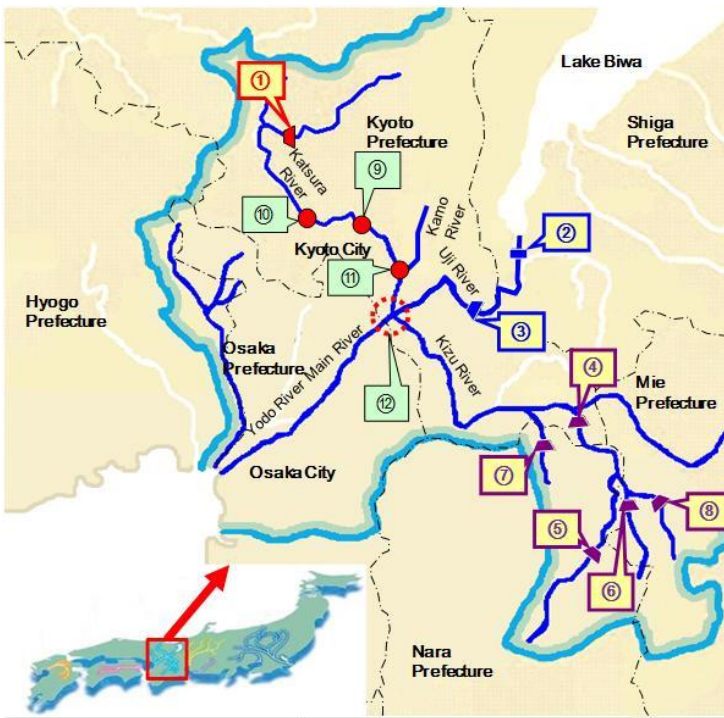 Lake Biwa
①
Kyoto
Prefecture
Shiga
Prefecture
Katsura
River
⑨
⑩
Kamo
River
②
Kyoto City
⑪
Uji River
Hyogo
Prefecture
③
Osaka
Prefecture
Yodo River Main River
Kizu River
④
Mie
Prefecture
⑫
⑦
Osaka City
⑧
⑤
⑥
Nara
Prefecture